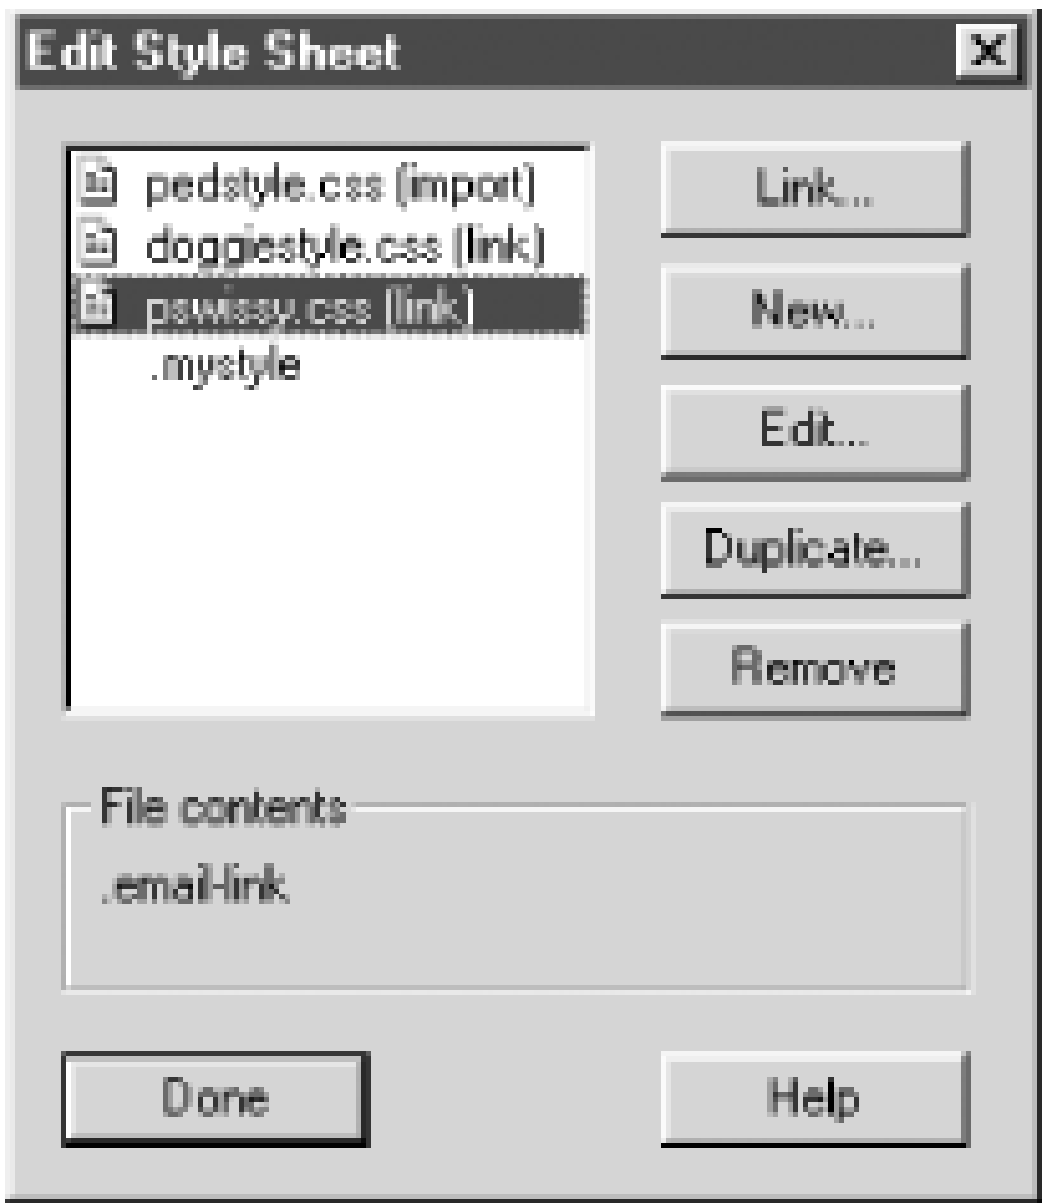 Edit Style Sheet
pedstyle.css (import)
doggiestyle.css (link)
pswissy.css (link)
.mystyle
Link...
New...
Edit...
Duplicate...
Remove
File contents
.email-link
Done
Help